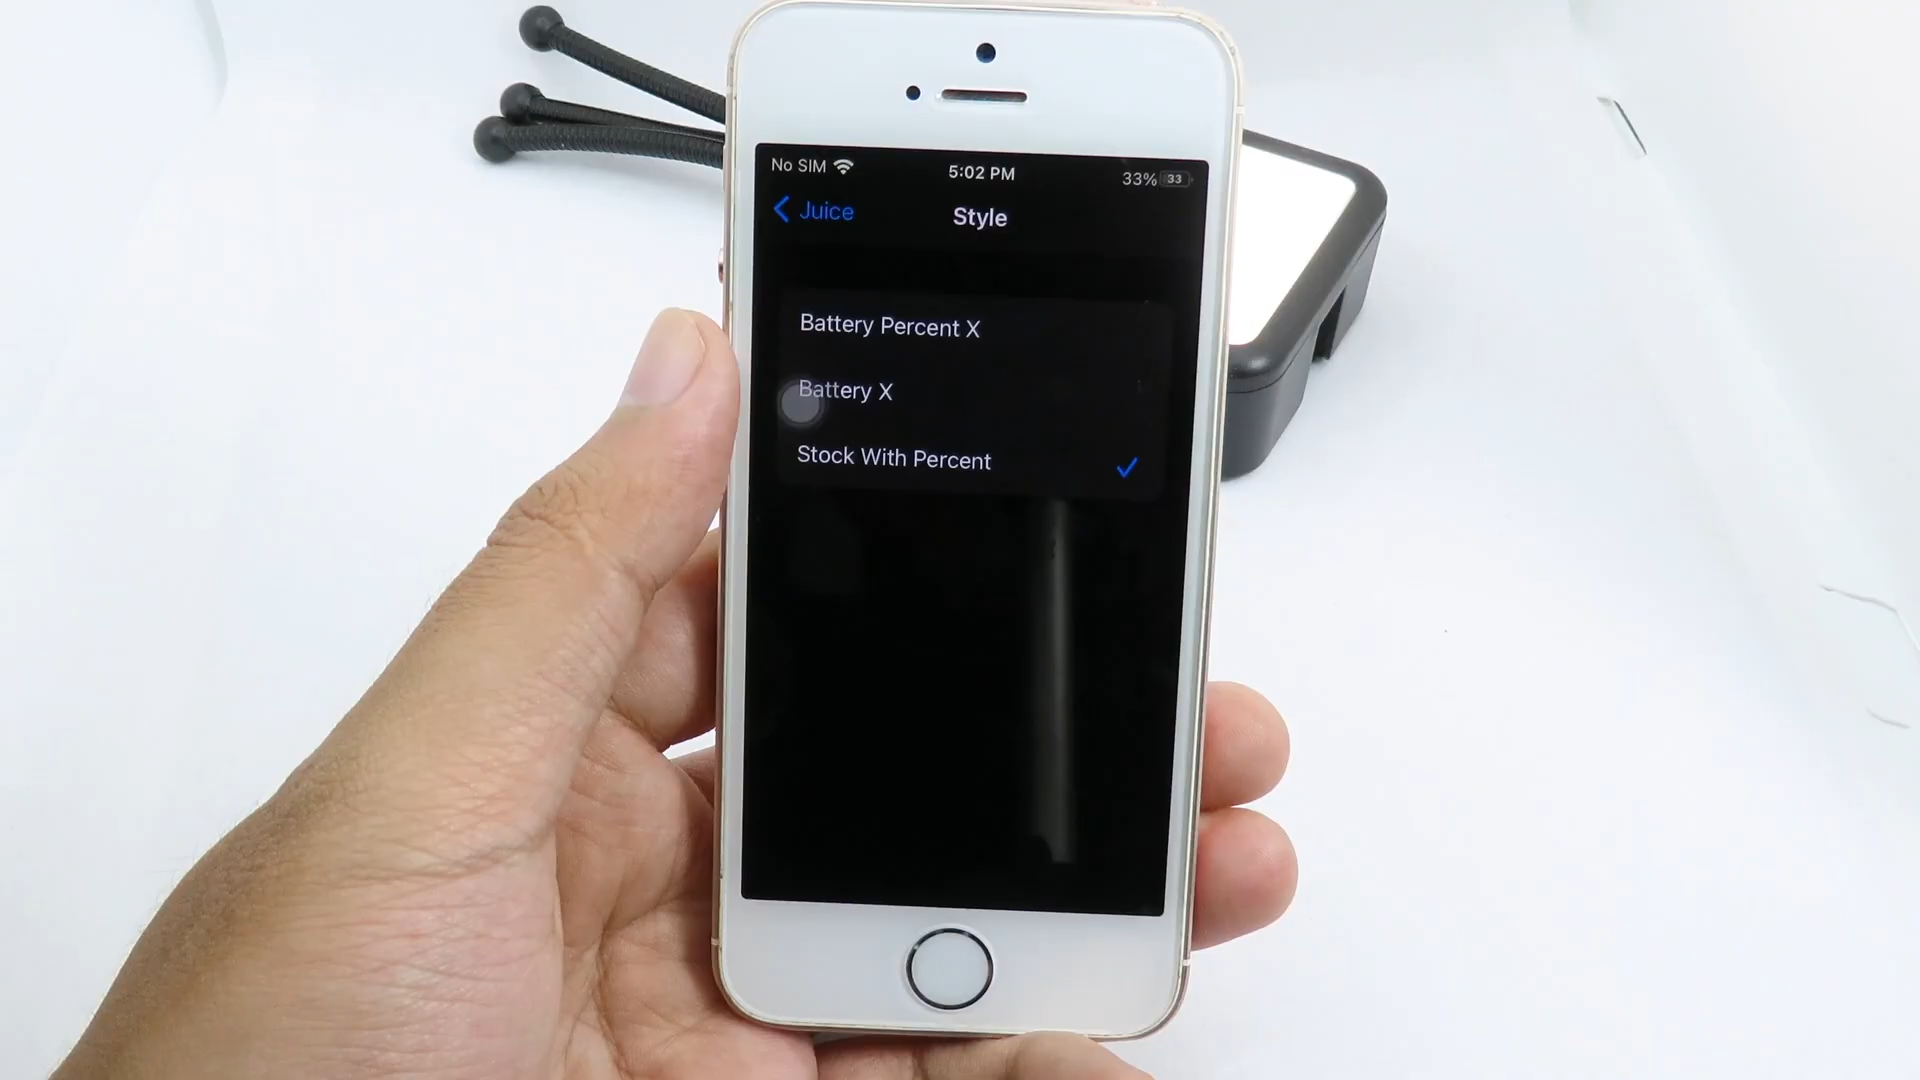 No SIM 5:02 PM 33% 33
Juice Style
Battery Percent X
Battery X
Stock With Percent